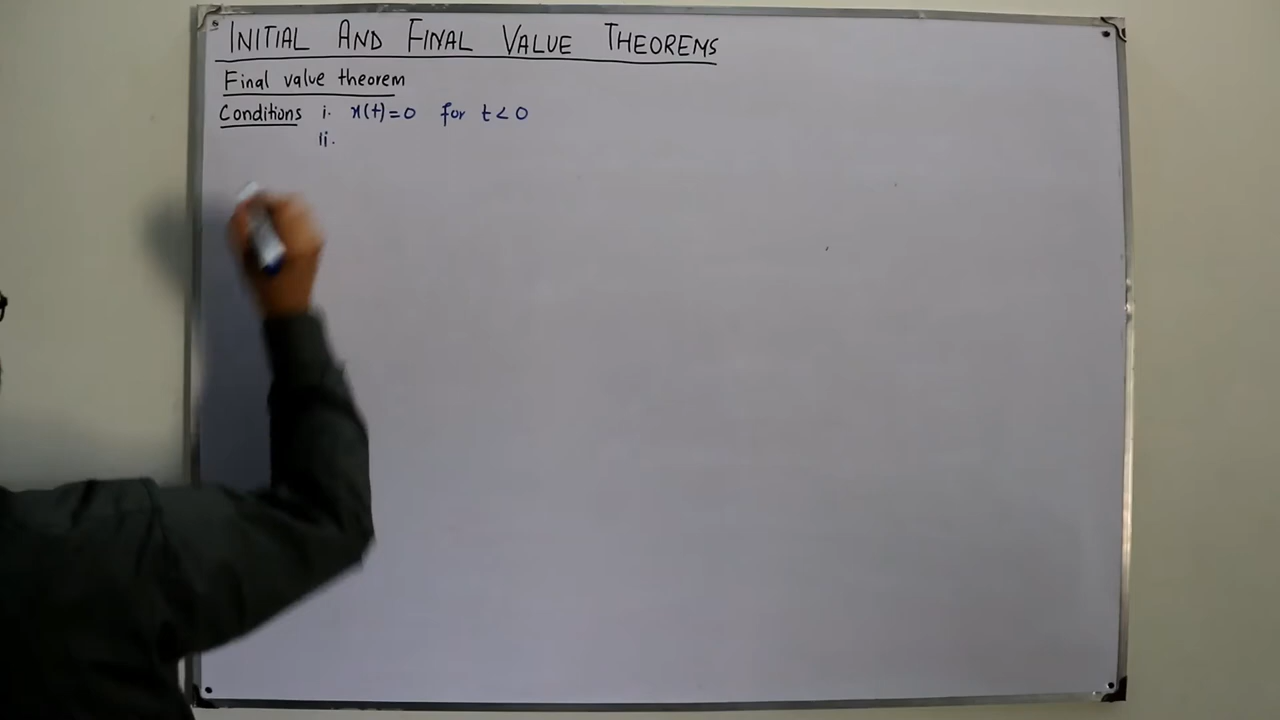 INITIAL AND FINAL VALUE THEOREMS
Final value theorem
Conditions i. x(t)=0 for t<0
ii.